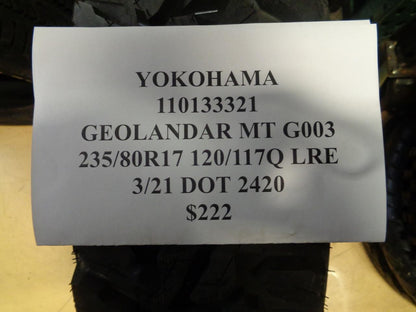 YOKOHAMA
110133321
GEOLANDAR MT G003
235/80R17 120/117Q LRE
3/21 DOT 2420
$222